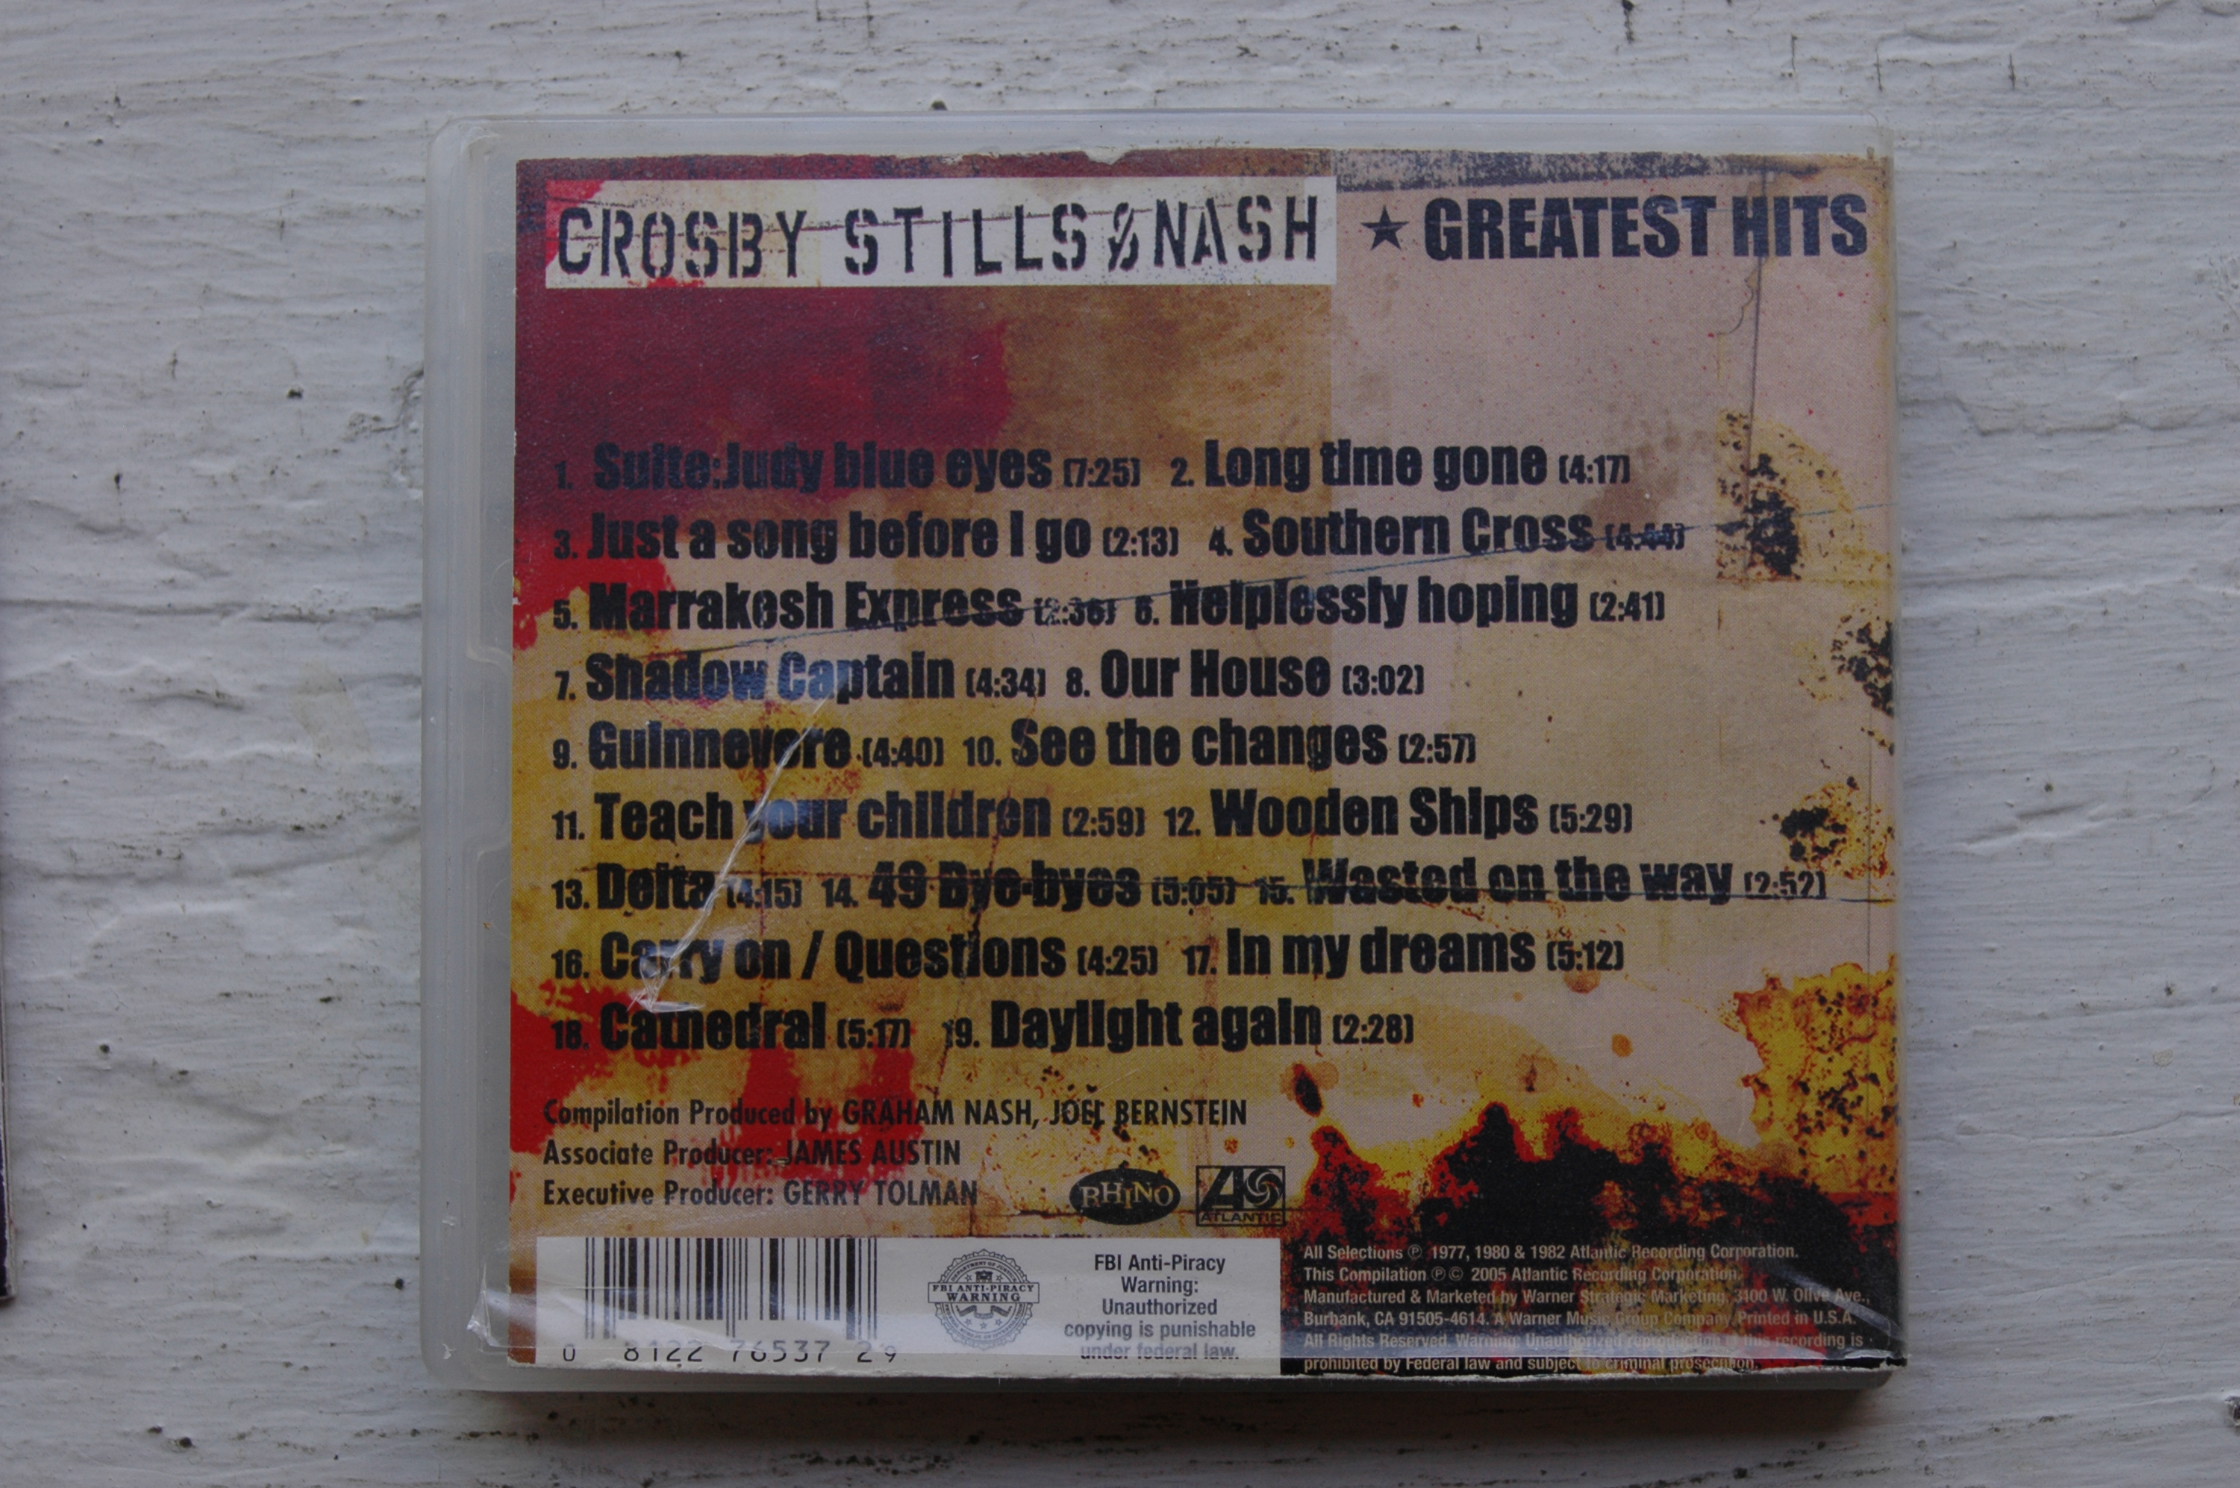 CROSBY STILLS & NASH ★ GREATEST HITS
1. Suite:Judy blue eyes (7:25) 2. Long time gone (4:17)
3. Just a song before I go (2:13) 4. Southern Cross (4:44)
5. Marrakesh Express (2:36) 6. Helplessly hoping (2:41)
7. Shadow Captain (4:34) 8. Our House (3:02)
9. Guinnevere (4:40) 10. See the changes (2:57)
11. Teach your children (2:59) 12. Wooden Ships (5:29)
13. Delta (4:15) 14. 49 Bye-byes (5:05) 15. Wasted on the way (2:52)
16. Carry on / Questions (4:25) 17. In my dreams (5:12)
18. Cathedral (5:17) 19. Daylight again (2:28)
Compilation Produced by GRAHAM NASH, JOEL BERNSTEIN
Associate Producer: JAMES AUSTIN
Executive Producer: GERRY TOLMAN
RHINO
ATLANTIC
0 8122 76537 2 9
FBI ANTI-PIRACY
WARNING
FBI Anti-Piracy
Warning:
Unauthorized
copying is punishable
under federal law.
All Selections ℗ 1977, 1980 & 1982 Atlantic Recording Corporation.
This Compilation ℗ © 2005 Atlantic Recording Corporation.
Manufactured & Marketed by Warner Strategic Marketing, 3400 W. Olive Ave.,
Burbank, CA 91505-4614. A Warner Music Group Company. Printed in U.S.A.
All Rights Reserved. Warning: Unauthorized reproduction of this recording is
prohibited by Federal law and subject to criminal prosecution.